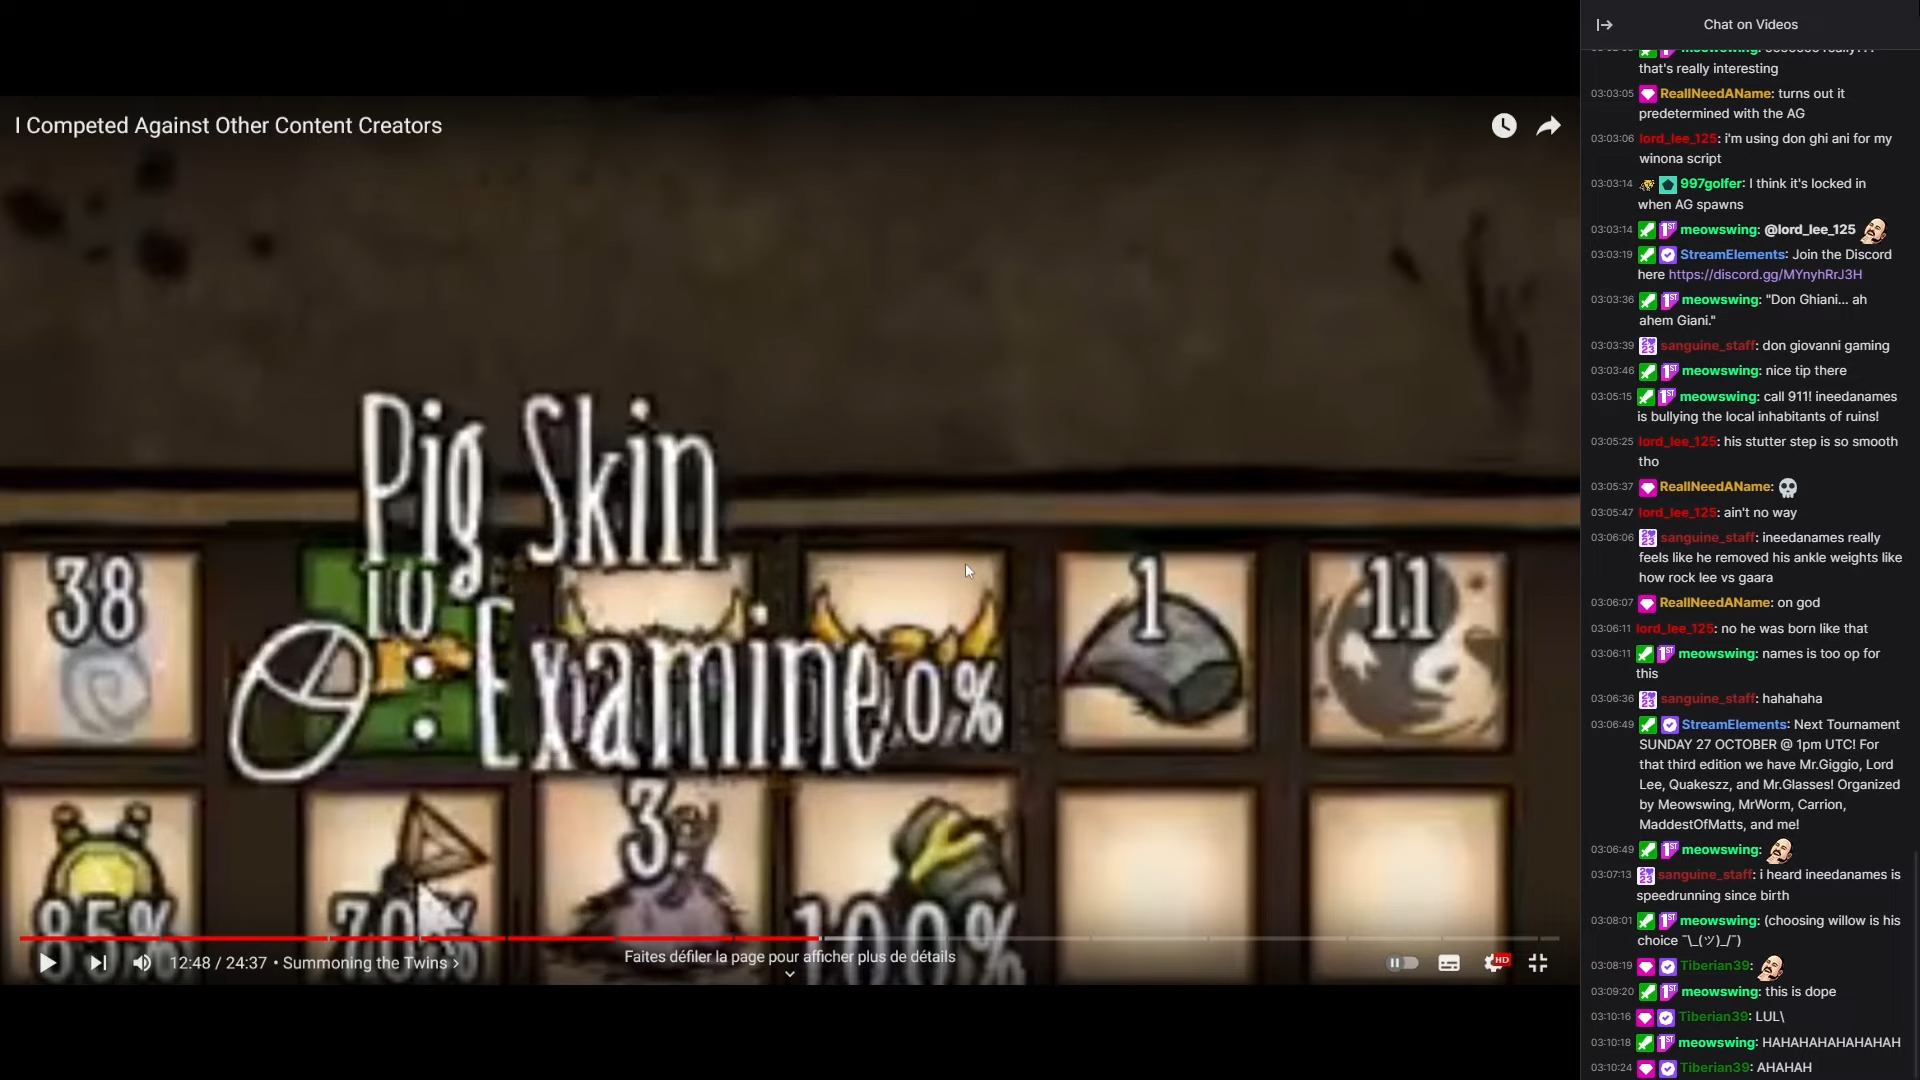 I Competed Against Other Content Creators
Pig Skin
38
10
Examine
.0%
1
11
85%
70%
3
100%
12:48 / 24:37 • Summoning the Twins ›
Faites défiler la page pour afficher plus de détails
HD
Chat on Videos
that's really interesting
03:03:05 ReallNeedAName: turns out it
predetermined with the AG
03:03:06 lord_lee_125: i'm using don ghi ani for my
winona script
03:03:14 997golfer: I think it's locked in
when AG spawns
03:03:14 meowswing: @lord_lee_125
03:03:19 StreamElements: Join the Discord
here https://discord.gg/MYnyhRrJ3H
03:03:36 meowswing: "Don Ghiani... ah
ahem Giani."
03:03:39 sanguine_staff: don giovanni gaming
03:03:46 meowswing: nice tip there
03:05:15 meowswing: call 911! ineedanames
is bullying the local inhabitants of ruins!
03:05:25 lord_lee_125: his stutter step is so smooth
tho
03:05:37 ReallNeedAName: 💀
03:05:47 lord_lee_125: ain't no way
03:06:06 sanguine_staff: ineedanames really
feels like he removed his ankle weights like
how rock lee vs gaara
03:06:07 ReallNeedAName: on god
03:06:11 lord_lee_125: no he was born like that
03:06:11 meowswing: names is too op for
this
03:06:36 sanguine_staff: hahahaha
03:06:49 StreamElements: Next Tournament
SUNDAY 27 OCTOBER @ 1pm UTC! For
that third edition we have Mr.Giggio, Lord
Lee, Quakeszz, and Mr.Glasses! Organized
by Meowswing, MrWorm, Carrion,
MaddestOfMatts, and me!
03:06:49 meowswing:
03:07:13 sanguine_staff: i heard ineedanames is
speedrunning since birth
03:08:01 meowswing: (choosing willow is his
choice ¯\_(ツ)_/¯)
03:08:19 Tiberian39:
03:09:20 meowswing: this is dope
03:10:16 Tiberian39: LUL\
03:10:18 meowswing: HAHAHAHAHAHAHAH
03:10:24 Tiberian39: AHAHAH